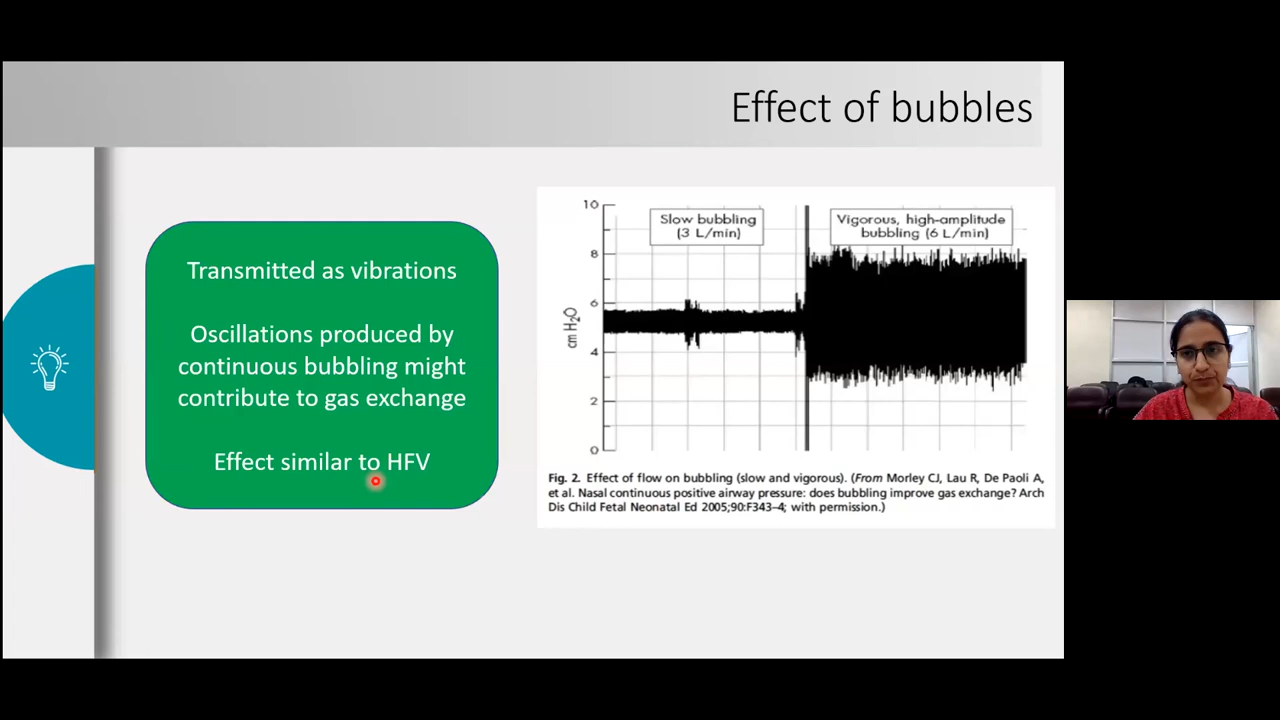 Effect of bubbles
Transmitted as vibrations
Oscillations produced by
continuous bubbling might
contribute to gas exchange
Effect similar to HFV
10
8
6
4
2
0
cm H2O
Slow bubbling
(3 L/min)
Vigorous, high-amplitude
bubbling (6 L/min)
Fig. 2. Effect of flow on bubbling (slow and vigorous). (From Morley CJ, Lau R, De Paoli A,
et al. Nasal continuous positive airway pressure: does bubbling improve gas exchange? Arch
Dis Child Fetal Neonatal Ed 2005;90:F343–4; with permission.)